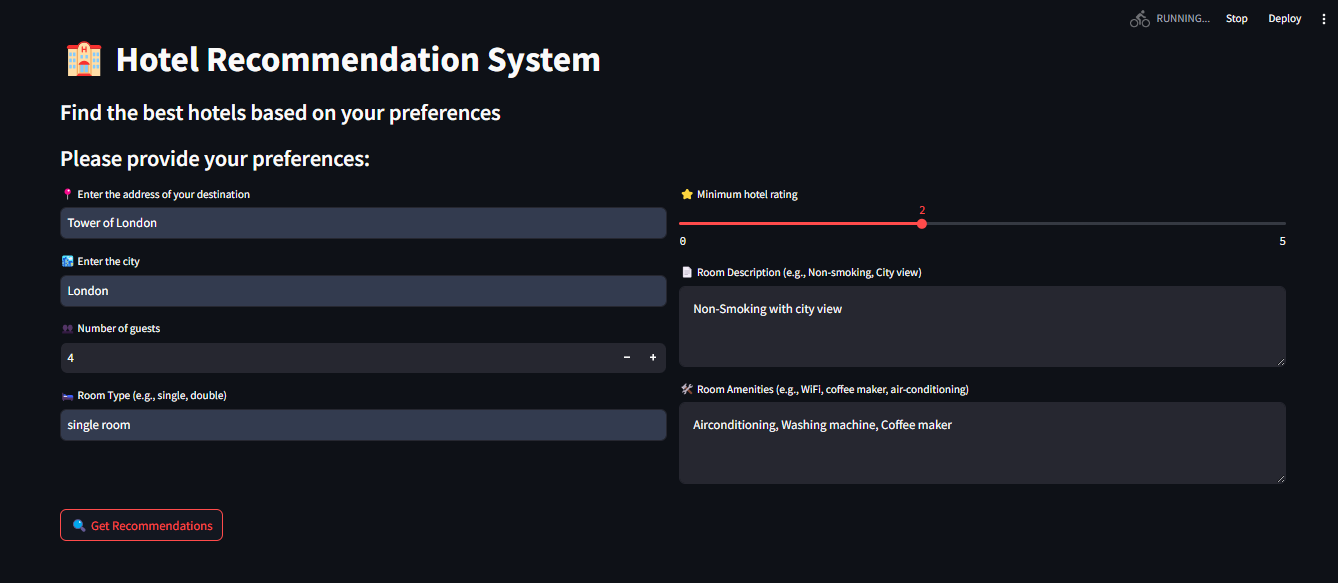 RUNNING... Stop Deploy
Hotel Recommendation System
Find the best hotels based on your preferences
Please provide your preferences:
Enter the address of your destination
Tower of London
Enter the city
London
Number of guests
4 − +
Room Type (e.g., single, double)
single room
Minimum hotel rating
2
0 5
Room Description (e.g., Non-smoking, City view)
Non-Smoking with city view
Room Amenities (e.g., WiFi, coffee maker, air-conditioning)
Airconditioning, Washing machine, Coffee maker
Get Recommendations